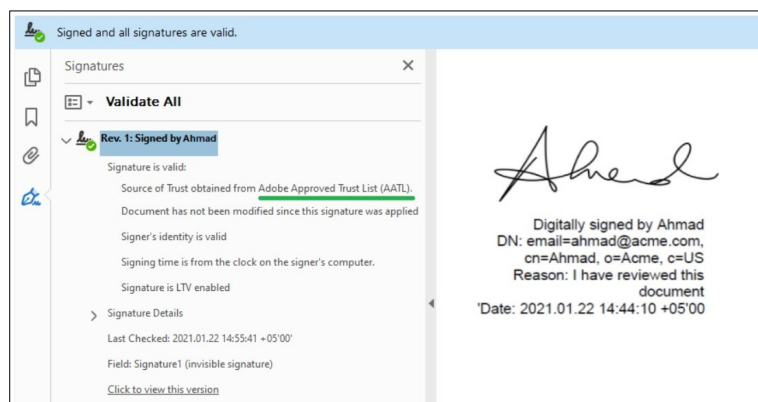 Signed and all signatures are valid.
Signatures
Validate All
Rev. 1: Signed by Ahmad
Signature is valid:
Source of Trust obtained from Adobe Approved Trust List (AATL).
Document has not been modified since this signature was applied
Signer's identity is valid
Signing time is from the clock on the signer's computer.
Signature is LTV enabled
Signature Details
Last Checked: 2021.01.22 14:55:41 +05'00'
Field: Signature1 (invisible signature)
Click to view this version
Ahmed
Digitally signed by Ahmad
DN: email=ahmad@acme.com,
cn=Ahmad, o=Acme, c=US
Reason: I have reviewed this
document
'Date: 2021.01.22 14:44:10 +05'00